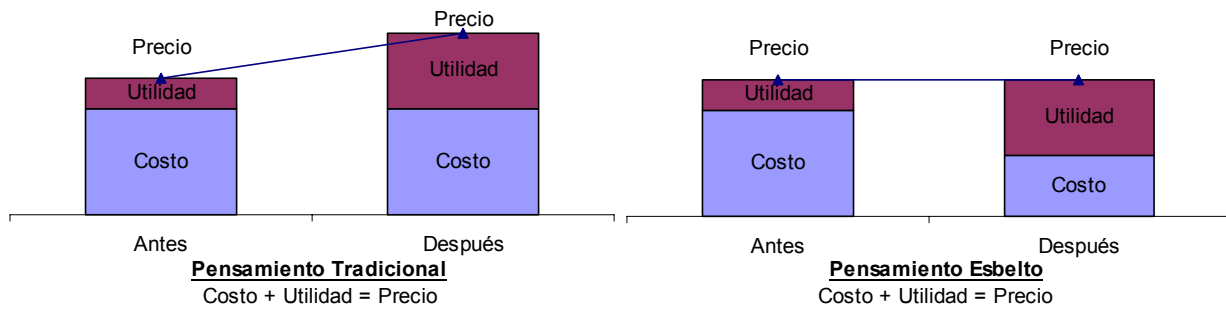 Precio
Precio
Utilidad
Utilidad
Costo
Costo
Antes
Después
Pensamiento Tradicional
Costo + Utilidad = Precio
Precio
Precio
Utilidad
Utilidad
Costo
Costo
Antes
Después
Pensamiento Esbelto
Costo + Utilidad = Precio